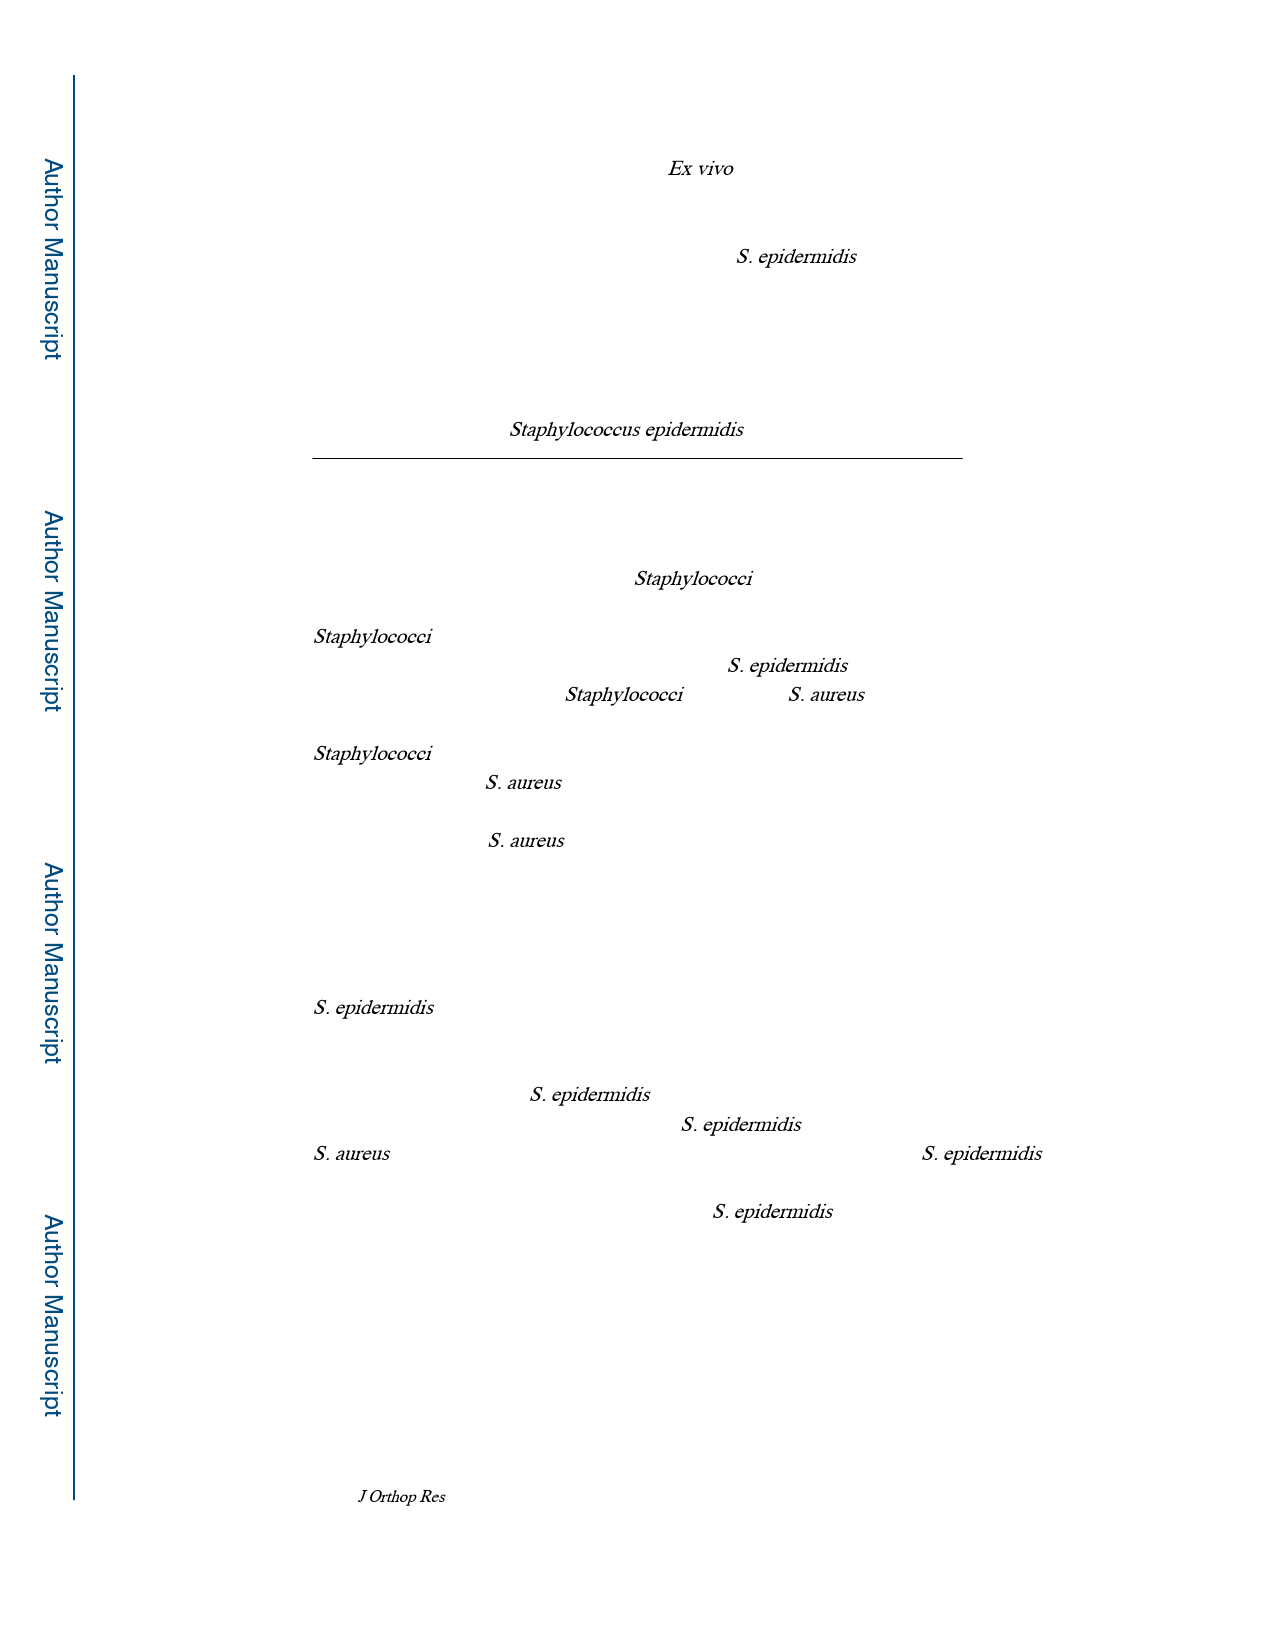 Ex vivo
S. epidermidis
Staphylococcus epidermidis
Staphylococci
Staphylococci
S. epidermidis
Staphylococci S. aureus
Staphylococci
S. aureus
S. aureus
S. epidermidis
S. epidermidis
S. epidermidis
S. aureus S. epidermidis
S. epidermidis
J Orthop Res
Author Manuscript
Author Manuscript
Author Manuscript
Author Manuscript